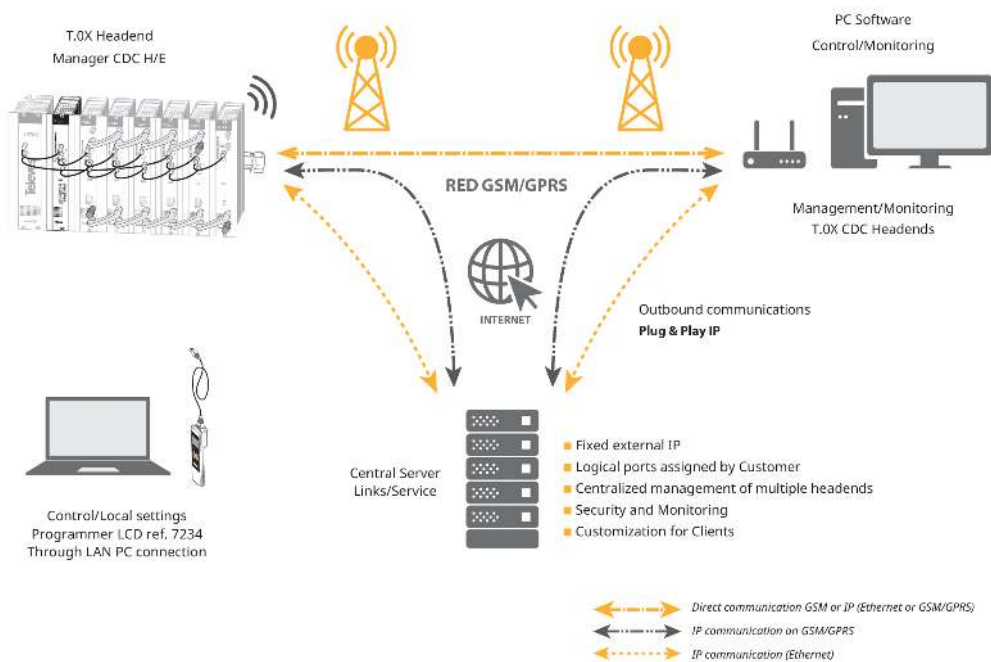 T.0X Headend
Manager CDC H/E
PC Software
Control/Monitoring
RED GSM/GPRS
Management/Monitoring
T.0X CDC Headends
INTERNET
Outbound communications
Plug & Play IP
Central Server
Links/Service
Fixed external IP
Logical ports assigned by Customer
Centralized management of multiple headends
Security and Monitoring
Customization for Clients
Control/Local settings
Programmer LCD ref. 7234
Through LAN PC connection
Direct communication GSM or IP (Ethernet or GSM/GPRS)
IP communication on GSM/GPRS
IP communication (Ethernet)